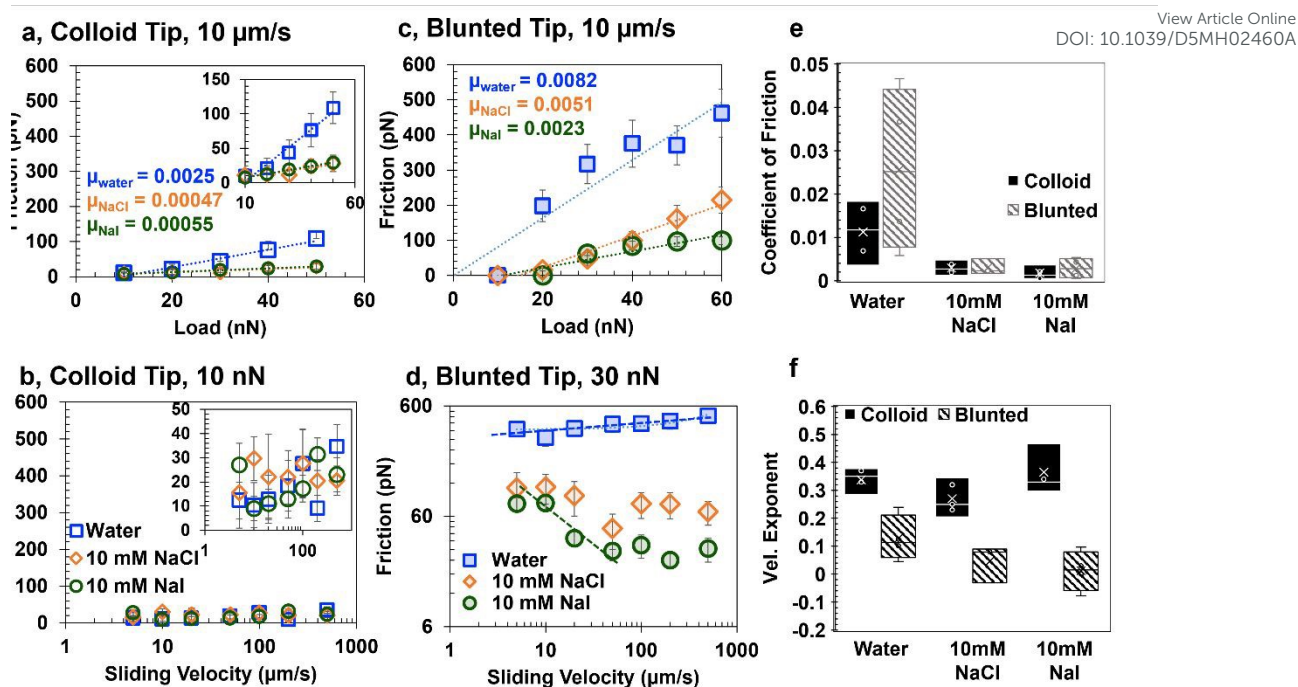 View Article Online
DOI: 10.1039/D5MH02460A
a, Colloid Tip, 10 µm/s
600
500
400
300
200
100
0
0 20 40 60
Load (nN)
µwater = 0.0025
µNaCl = 0.00047
µNaI = 0.00055
150
100
50
0
10 60
c, Blunted Tip, 10 µm/s
Friction (pN)
600
500
400
300
200
100
0
0 20 40 60
Load (nN)
µwater = 0.0082
µNaCl = 0.0051
µNaI = 0.0023
e
Coefficient of Friction
0.05
0.04
0.03
0.02
0.01
0
Colloid
Blunted
Water 10mM 10mM
NaCl NaI
b, Colloid Tip, 10 nN
600
500
400
300
200
100
0
1 10 100 1000
Sliding Velocity (µm/s)
50
40
30
20
10
0
1 100
Water
10 mM NaCl
10 mM NaI
d, Blunted Tip, 30 nN
Friction (pN)
600
60
6
1 10 100 1000
Sliding Velocity (µm/s)
Water
10 mM NaCl
10 mM NaI
f
Vel. Exponent
0.6
0.5
0.4
0.3
0.2
0.1
0
-0.1
-0.2
Colloid Blunted
Water 10mM 10mM
NaCl NaI